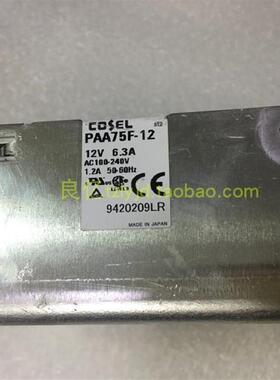 COSEL
ST2
PAA75F-12
12V 6.3A
AC100-240V
1.2A 50-60Hz
CE
9420209LR
MADE IN JAPAN
taobao.com